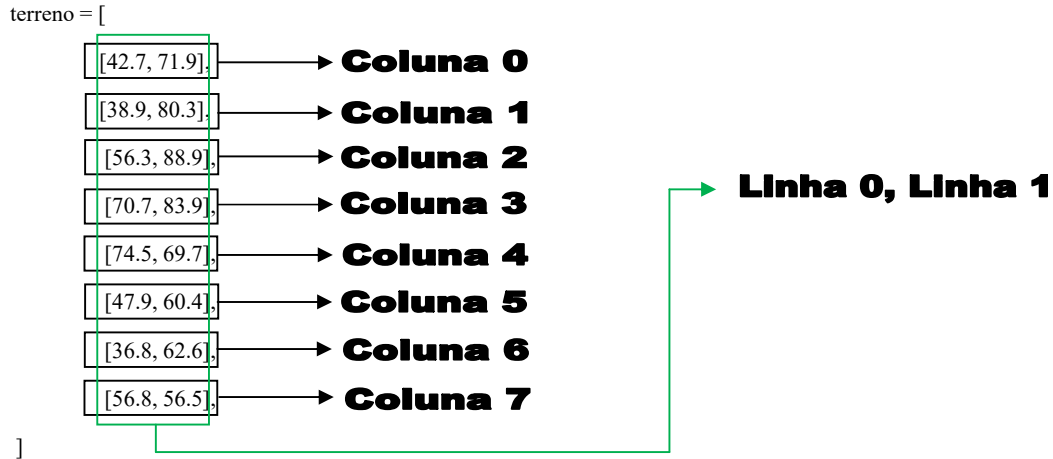 terreno = [
[42.7, 71.9], Coluna 0
[38.9, 80.3], Coluna 1
[56.3, 88.9], Coluna 2
[70.7, 83.9], Coluna 3
Linha 0, Linha 1
[74.5, 69.7], Coluna 4
[47.9, 60.4], Coluna 5
[36.8, 62.6], Coluna 6
[56.8, 56.5], Coluna 7
]